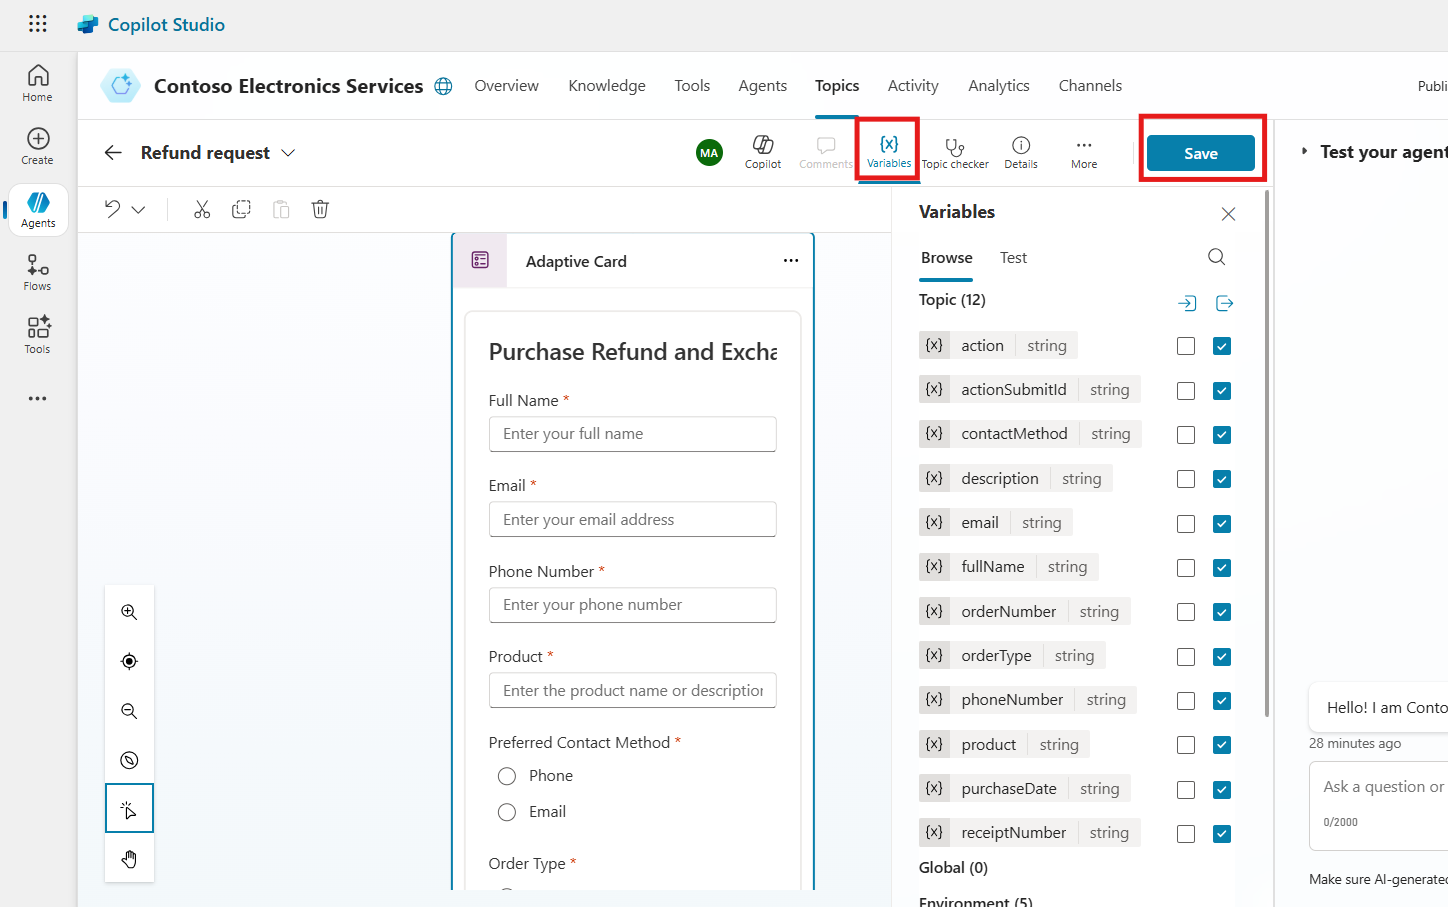 Copilot Studio
Home
Create
Agents
Flows
Tools
Contoso Electronics Services
Overview
Knowledge
Tools
Agents
Topics
Activity
Analytics
Channels
Publi
Refund request
MA
Copilot
Comments
{x}
Variables
Topic checker
Details
More
Save
Test your agent
Adaptive Card
Purchase Refund and Excha
Full Name *
Enter your full name
Email *
Enter your email address
Phone Number *
Enter your phone number
Product *
Enter the product name or description
Preferred Contact Method *
Phone
Email
Order Type *
Variables
Browse
Test
Topic (12)
{x} action string
{x} actionSubmitId string
{x} contactMethod string
{x} description string
{x} email string
{x} fullName string
{x} orderNumber string
{x} orderType string
{x} phoneNumber string
{x} product string
{x} purchaseDate string
{x} receiptNumber string
Global (0)
Environment (5)
Hello! I am Conto
28 minutes ago
Ask a question or
0/2000
Make sure AI-generated